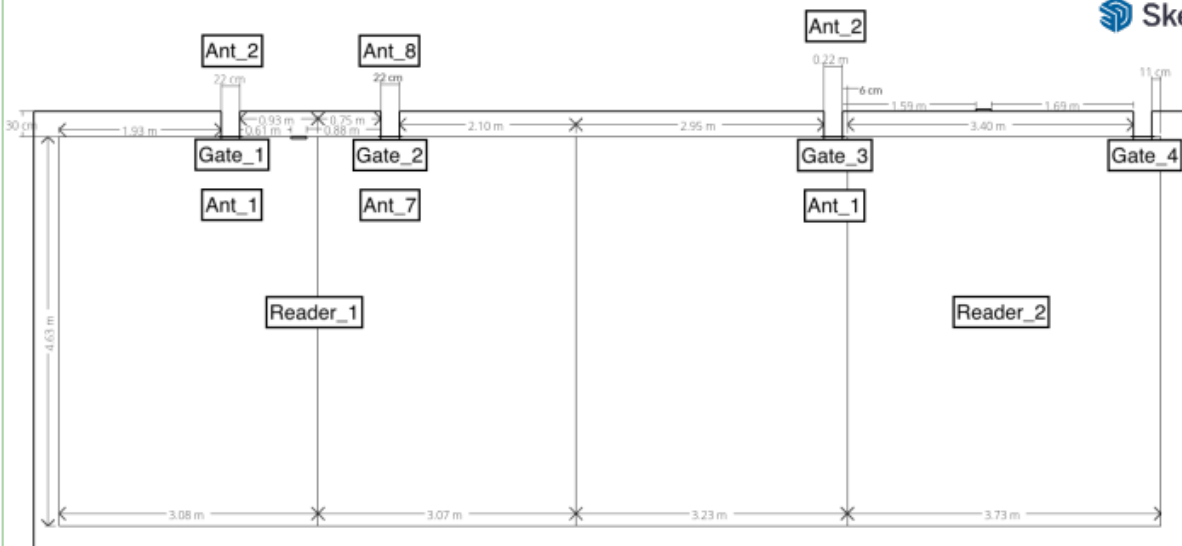 Ske
Ant_2
Ant_2
Ant_8
0.22 m
22 cm
22 cm
11 cm
6 cm
1.59 m
1.69 m
30 cm
1.93 m
0.93 m
0.75 m
0.61 m
0.88 m
2.10 m
2.95 m
3.40 m
Gate_1
Gate_2
Gate_3
Gate_4
Ant_1
Ant_7
Ant_1
Reader_1
Reader_2
4.63 m
3.08 m
3.07 m
3.23 m
3.73 m